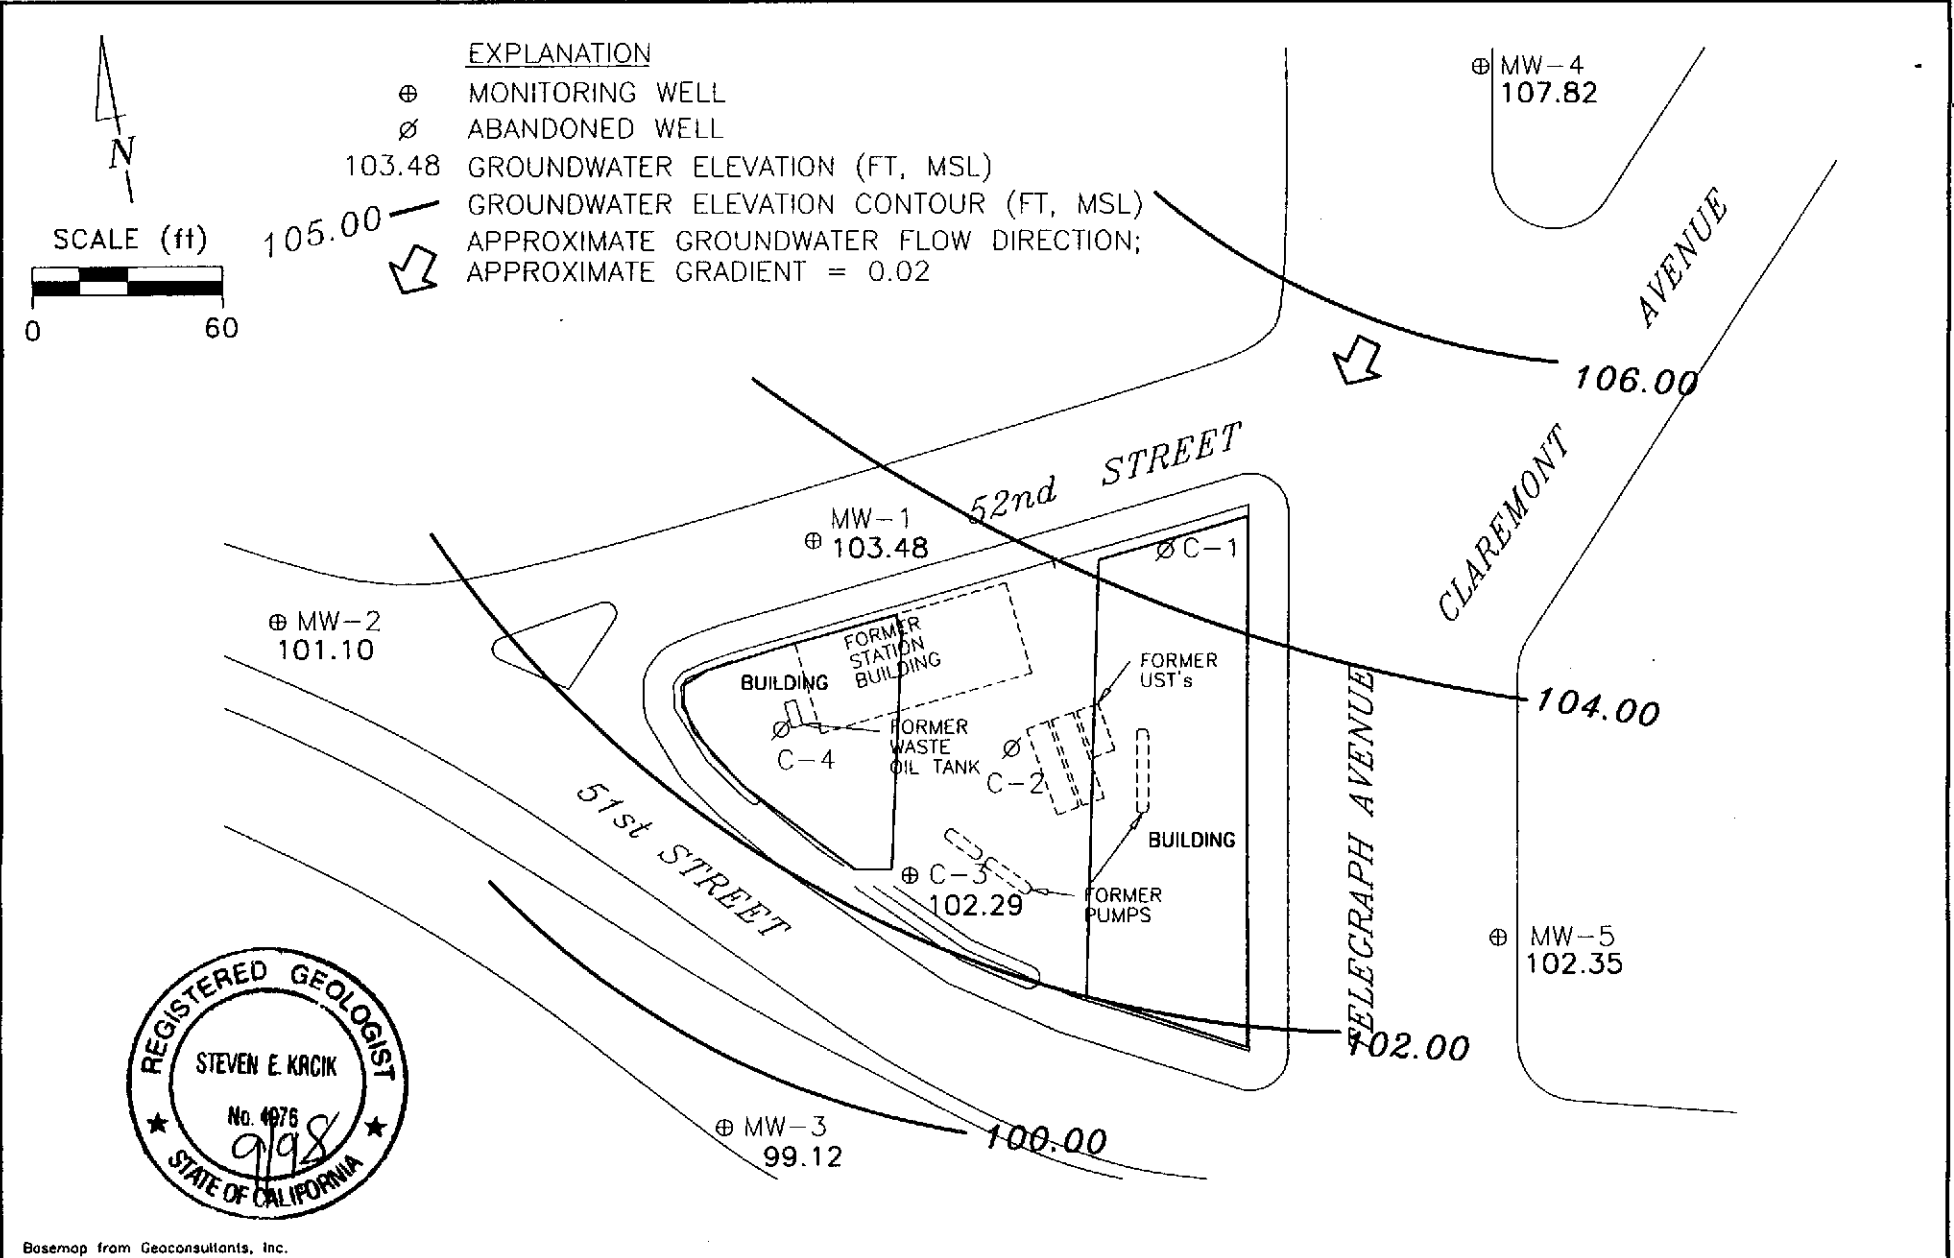 EXPLANATION
⊕ MONITORING WELL
Ø ABANDONED WELL
103.48 GROUNDWATER ELEVATION (FT, MSL)
105.00 GROUNDWATER ELEVATION CONTOUR (FT, MSL)
APPROXIMATE GROUNDWATER FLOW DIRECTION;
APPROXIMATE GRADIENT = 0.02
N
SCALE (ft)
0 60
MW-4
107.82
CLAREMONT AVENUE
106.00
52nd STREET
MW-1
103.48
C-1
MW-2
101.10
FORMER
STATION
BUILDING
BUILDING
FORMER
UST's
104.00
FORMER
WASTE
OIL TANK
C-4
C-2
51st STREET
BUILDING
TELEGRAPH AVENUE
C-3
102.29
FORMER
PUMPS
MW-5
102.35
102.00
MW-3
99.12
100.00
REGISTERED GEOLOGIST
STEVEN E. KRCIK
No. 4976
9/98
STATE OF CALIFORNIA
Basemap from Geoconsultants, Inc.